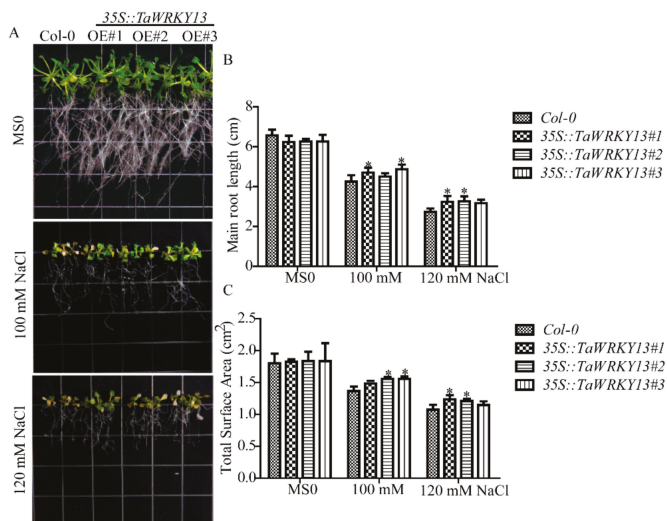 35S::TaWRKY13
A
Col-0 OE#1 OE#2 OE#3
MS0
100 mM NaCl
120 mM NaCl
B
Main root length (cm)
8
6
4
2
0
* * * *
MS0 100 mM 120 mM NaCl
Col-0
35S::TaWRKY13#1
35S::TaWRKY13#2
35S::TaWRKY13#3
C
Total Surface Area (cm2)
2.5
2.0
1.5
1.0
0.5
0.0
* * * *
MS0 100 mM 120 mM NaCl
Col-0
35S::TaWRKY13#1
35S::TaWRKY13#2
35S::TaWRKY13#3